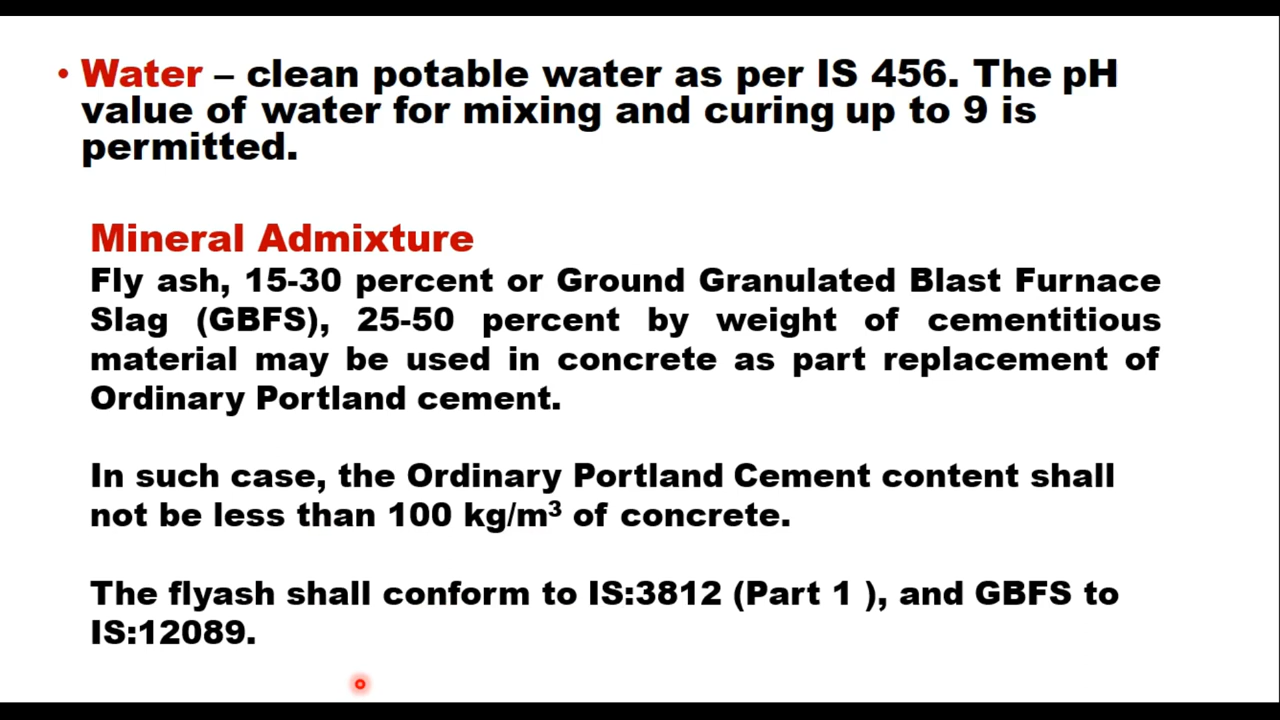 • Water – clean potable water as per IS 456. The pH
value of water for mixing and curing up to 9 is
permitted.
Mineral Admixture
Fly ash, 15-30 percent or Ground Granulated Blast Furnace
Slag (GBFS), 25-50 percent by weight of cementitious
material may be used in concrete as part replacement of
Ordinary Portland cement.
In such case, the Ordinary Portland Cement content shall
not be less than 100 kg/m³ of concrete.
The flyash shall conform to IS:3812 (Part 1 ), and GBFS to
IS:12089.